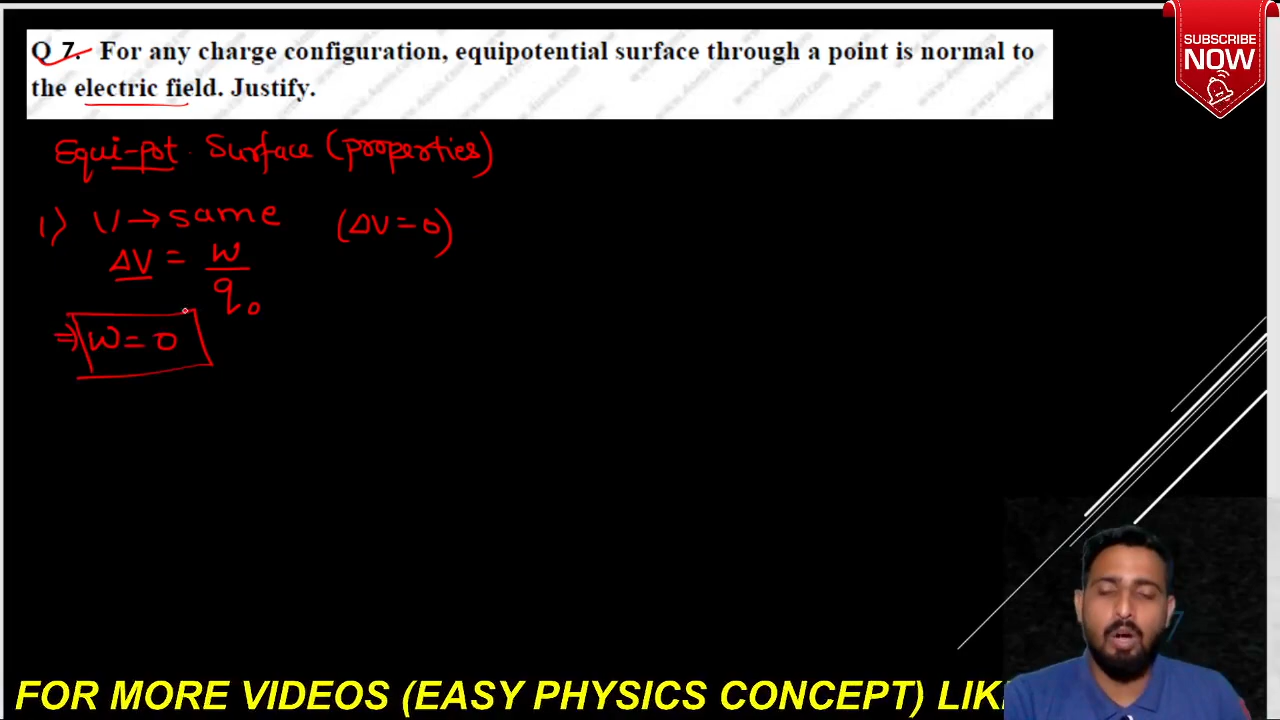 SUBSCRIBE
NOW
Q 7. For any charge configuration, equipotential surface through a point is normal to
the electric field. Justify.
Equi-pot. Surface (properties)
1) V → same (ΔV = 0)
ΔV = W/q₀
⇒ W = 0
FOR MORE VIDEOS (EASY PHYSICS CONCEPT) LIK